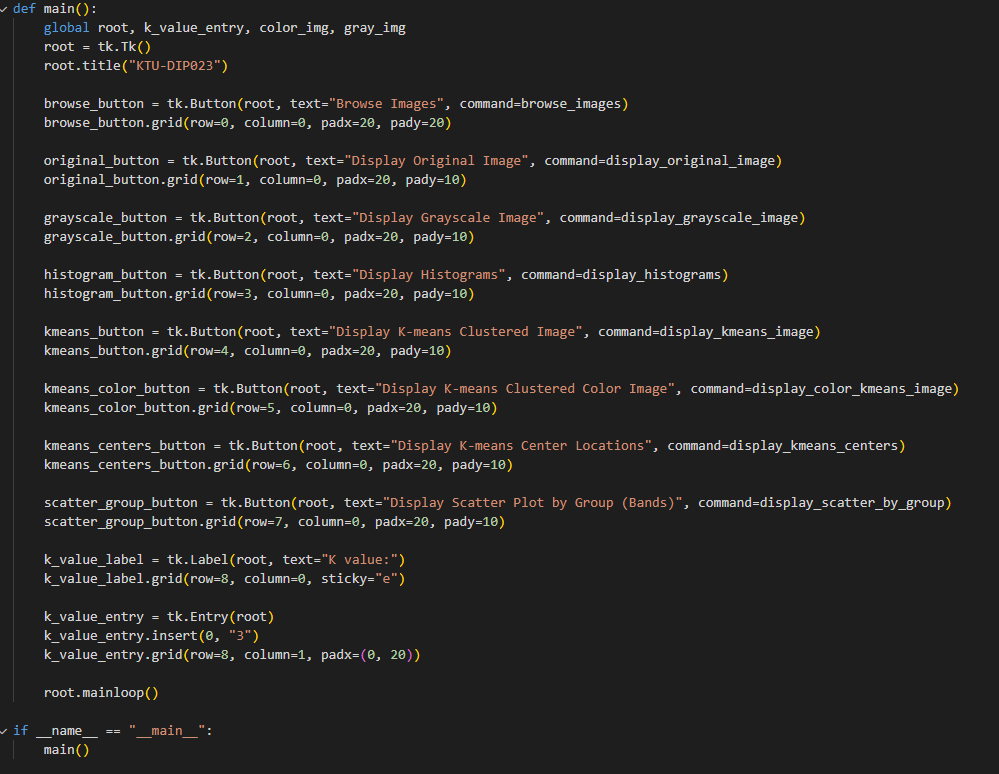 def main():
    global root, k_value_entry, color_img, gray_img
    root = tk.Tk()
    root.title("KTU-DIP023")

    browse_button = tk.Button(root, text="Browse Images", command=browse_images)
    browse_button.grid(row=0, column=0, padx=20, pady=20)

    original_button = tk.Button(root, text="Display Original Image", command=display_original_image)
    original_button.grid(row=1, column=0, padx=20, pady=10)

    grayscale_button = tk.Button(root, text="Display Grayscale Image", command=display_grayscale_image)
    grayscale_button.grid(row=2, column=0, padx=20, pady=10)

    histogram_button = tk.Button(root, text="Display Histograms", command=display_histograms)
    histogram_button.grid(row=3, column=0, padx=20, pady=10)

    kmeans_button = tk.Button(root, text="Display K-means Clustered Image", command=display_kmeans_image)
    kmeans_button.grid(row=4, column=0, padx=20, pady=10)

    kmeans_color_button = tk.Button(root, text="Display K-means Clustered Color Image", command=display_color_kmeans_image)
    kmeans_color_button.grid(row=5, column=0, padx=20, pady=10)

    kmeans_centers_button = tk.Button(root, text="Display K-means Center Locations", command=display_kmeans_centers)
    kmeans_centers_button.grid(row=6, column=0, padx=20, pady=10)

    scatter_group_button = tk.Button(root, text="Display Scatter Plot by Group (Bands)", command=display_scatter_by_group)
    scatter_group_button.grid(row=7, column=0, padx=20, pady=10)

    k_value_label = tk.Label(root, text="K value:")
    k_value_label.grid(row=8, column=0, sticky="e")

    k_value_entry = tk.Entry(root)
    k_value_entry.insert(0, "3")
    k_value_entry.grid(row=8, column=1, padx=(0, 20))

    root.mainloop()

if __name__ == "__main__":
    main()